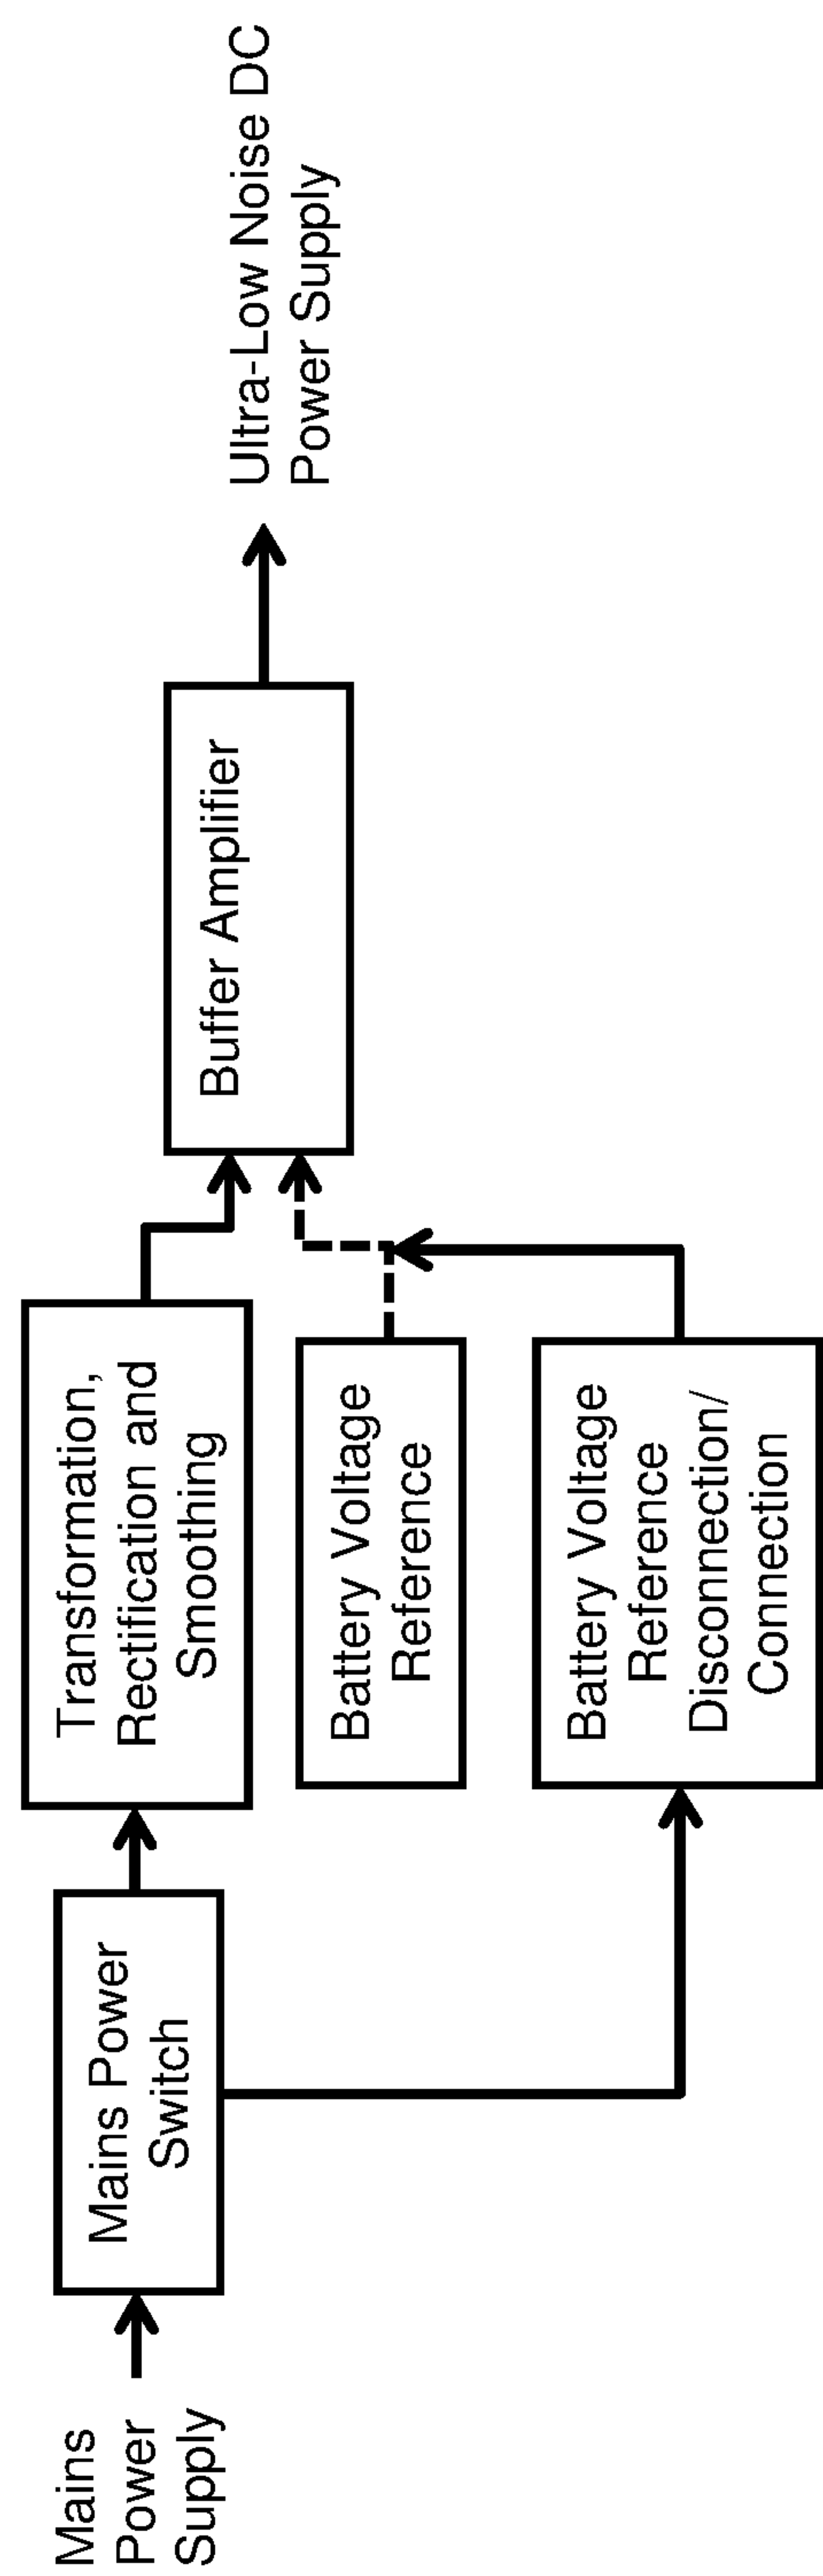 Mains
Power
Supply
Mains Power
Switch
Transformation,
Rectification and
Smoothing
Battery Voltage
Reference
Battery Voltage
Reference
Disconnection/
Connection
Buffer Amplifier
Ultra-Low Noise DC
Power Supply